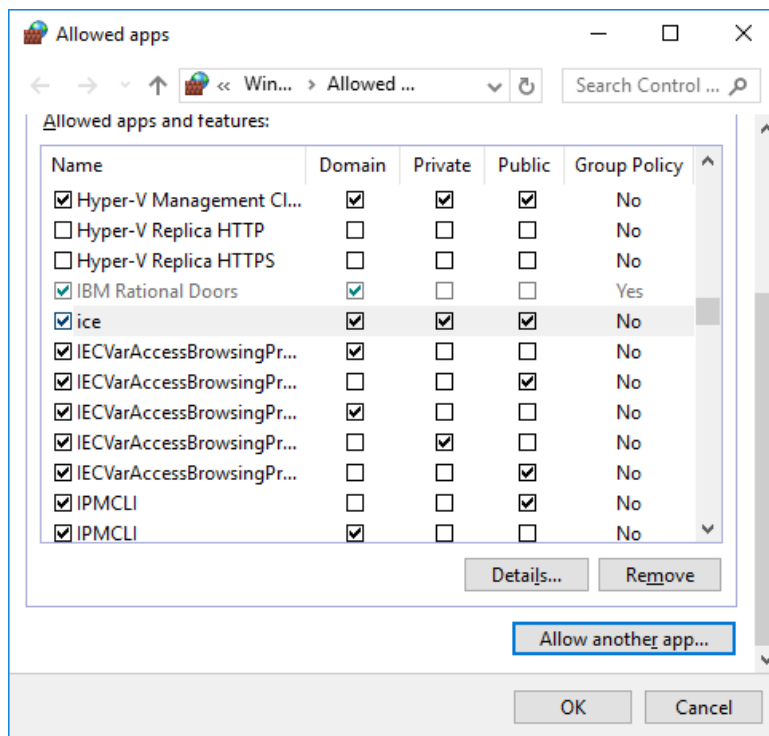 Allowed apps
« Win... > Allowed ... Search Control ...
Allowed apps and features:
Name Domain Private Public Group Policy
Hyper-V Management Cl... No
Hyper-V Replica HTTP No
Hyper-V Replica HTTPS No
IBM Rational Doors Yes
ice No
IECVarAccessBrowsingPr... No
IECVarAccessBrowsingPr... No
IECVarAccessBrowsingPr... No
IECVarAccessBrowsingPr... No
IECVarAccessBrowsingPr... No
IPMCLI No
IPMCLI No
Details... Remove
Allow another app...
OK Cancel